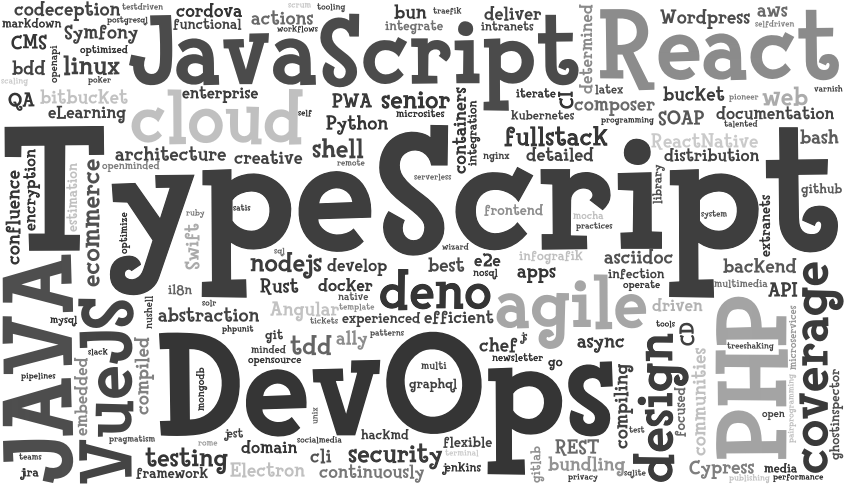 codeception
testdriven
cordova
scrum
tooling
bun
traefik
deliver
Wordpress
aws
markdown
postgresql
functional
actions
integrate
intranets
selfdriven
CMS
Symfony
workflows
JavaScript
determined
React
openapi
optimized
bdd
linux
scaling
poker
iterate
CI
latex
bucket
pioneer
web
varnish
QA
bitbucket
enterprise
PWA
senior
containers
integration
composer
eLearning
cloud
self
microsites
kubernetes
programming
SOAP
documentation
talented
Python
fullstack
ReactNative
bash
architecture
creative
shell
remote
nginx
detailed
distribution
openminded
confluence
encryption
estimation
ecommerce
TypeScript
serverless
library
github
optimize
ruby
Swift
satis
frontend
mocha
practices
system
extranets
sql
wizard
nodejs
develop
best
e2e
nosql
infografik
apps
asciidoc
infection
operate
backend
multimedia
API
JAVA
mysql
VueJS
i18n
nushell
solr
Rust
docker
native
deno
agile
driven
abstraction
phpunit
Angular
template
tickets
experienced
efficient
PHP
coverage
git
minded
opensource
tdd
ally
patterns
chef
jf
newsletter
go
async
tools
CD
treeshaking
microservices
slack
pipelines
embedded
compiled
DevOps
mongodb
multi
graphql
unix
compiling
test
design
focused
communities
open
pairprogramming
ghostinspector
pragmatism
rome
jest
socialmedia
hackmd
flexible
terminal
teams
jira
testing
framework
domain
Electron
cli
security
continuously
jenkins
gitlab
REST
bundling
privacy
sqlite
Cypress
publishing
media
performance